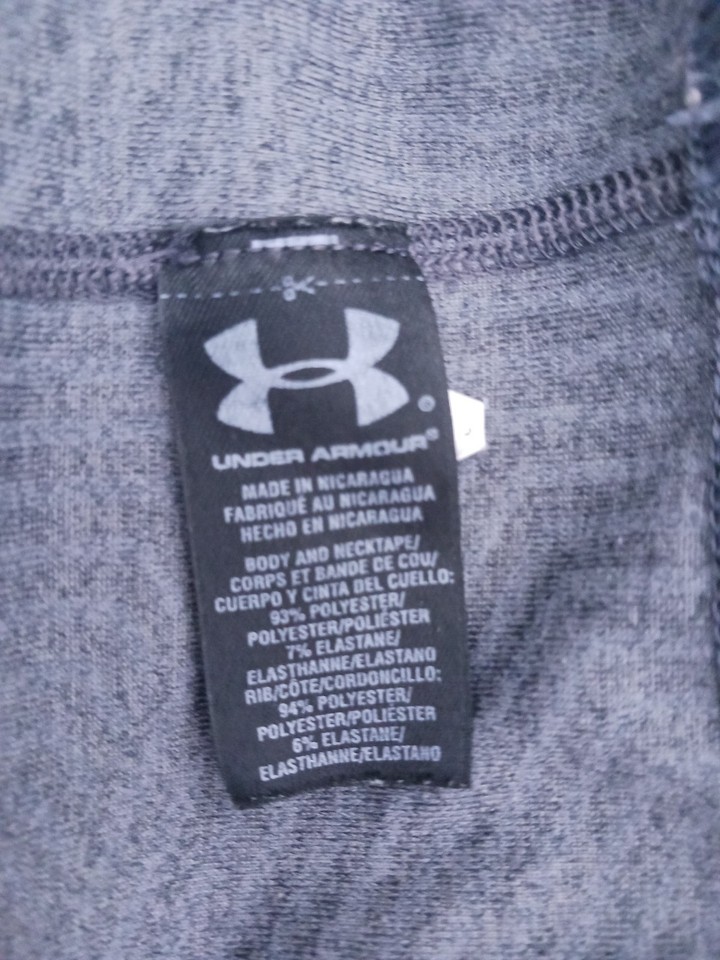 UNDER ARMOUR®
MADE IN NICARAGUA
FABRIQUÉ AU NICARAGUA
HECHO EN NICARAGUA
BODY AND NECKTAPE/
CORPS ET BANDE DE COU/
CUERPO Y CINTA DEL CUELLO:
93% POLYESTER/
POLYESTER/POLIÉSTER
7% ELASTANE/
ELASTHANNE/ELASTANO
RIB/CÔTE/CORDONCILLO:
94% POLYESTER/
POLYESTER/POLIÉSTER
6% ELASTANE/
ELASTHANNE/ELASTANO